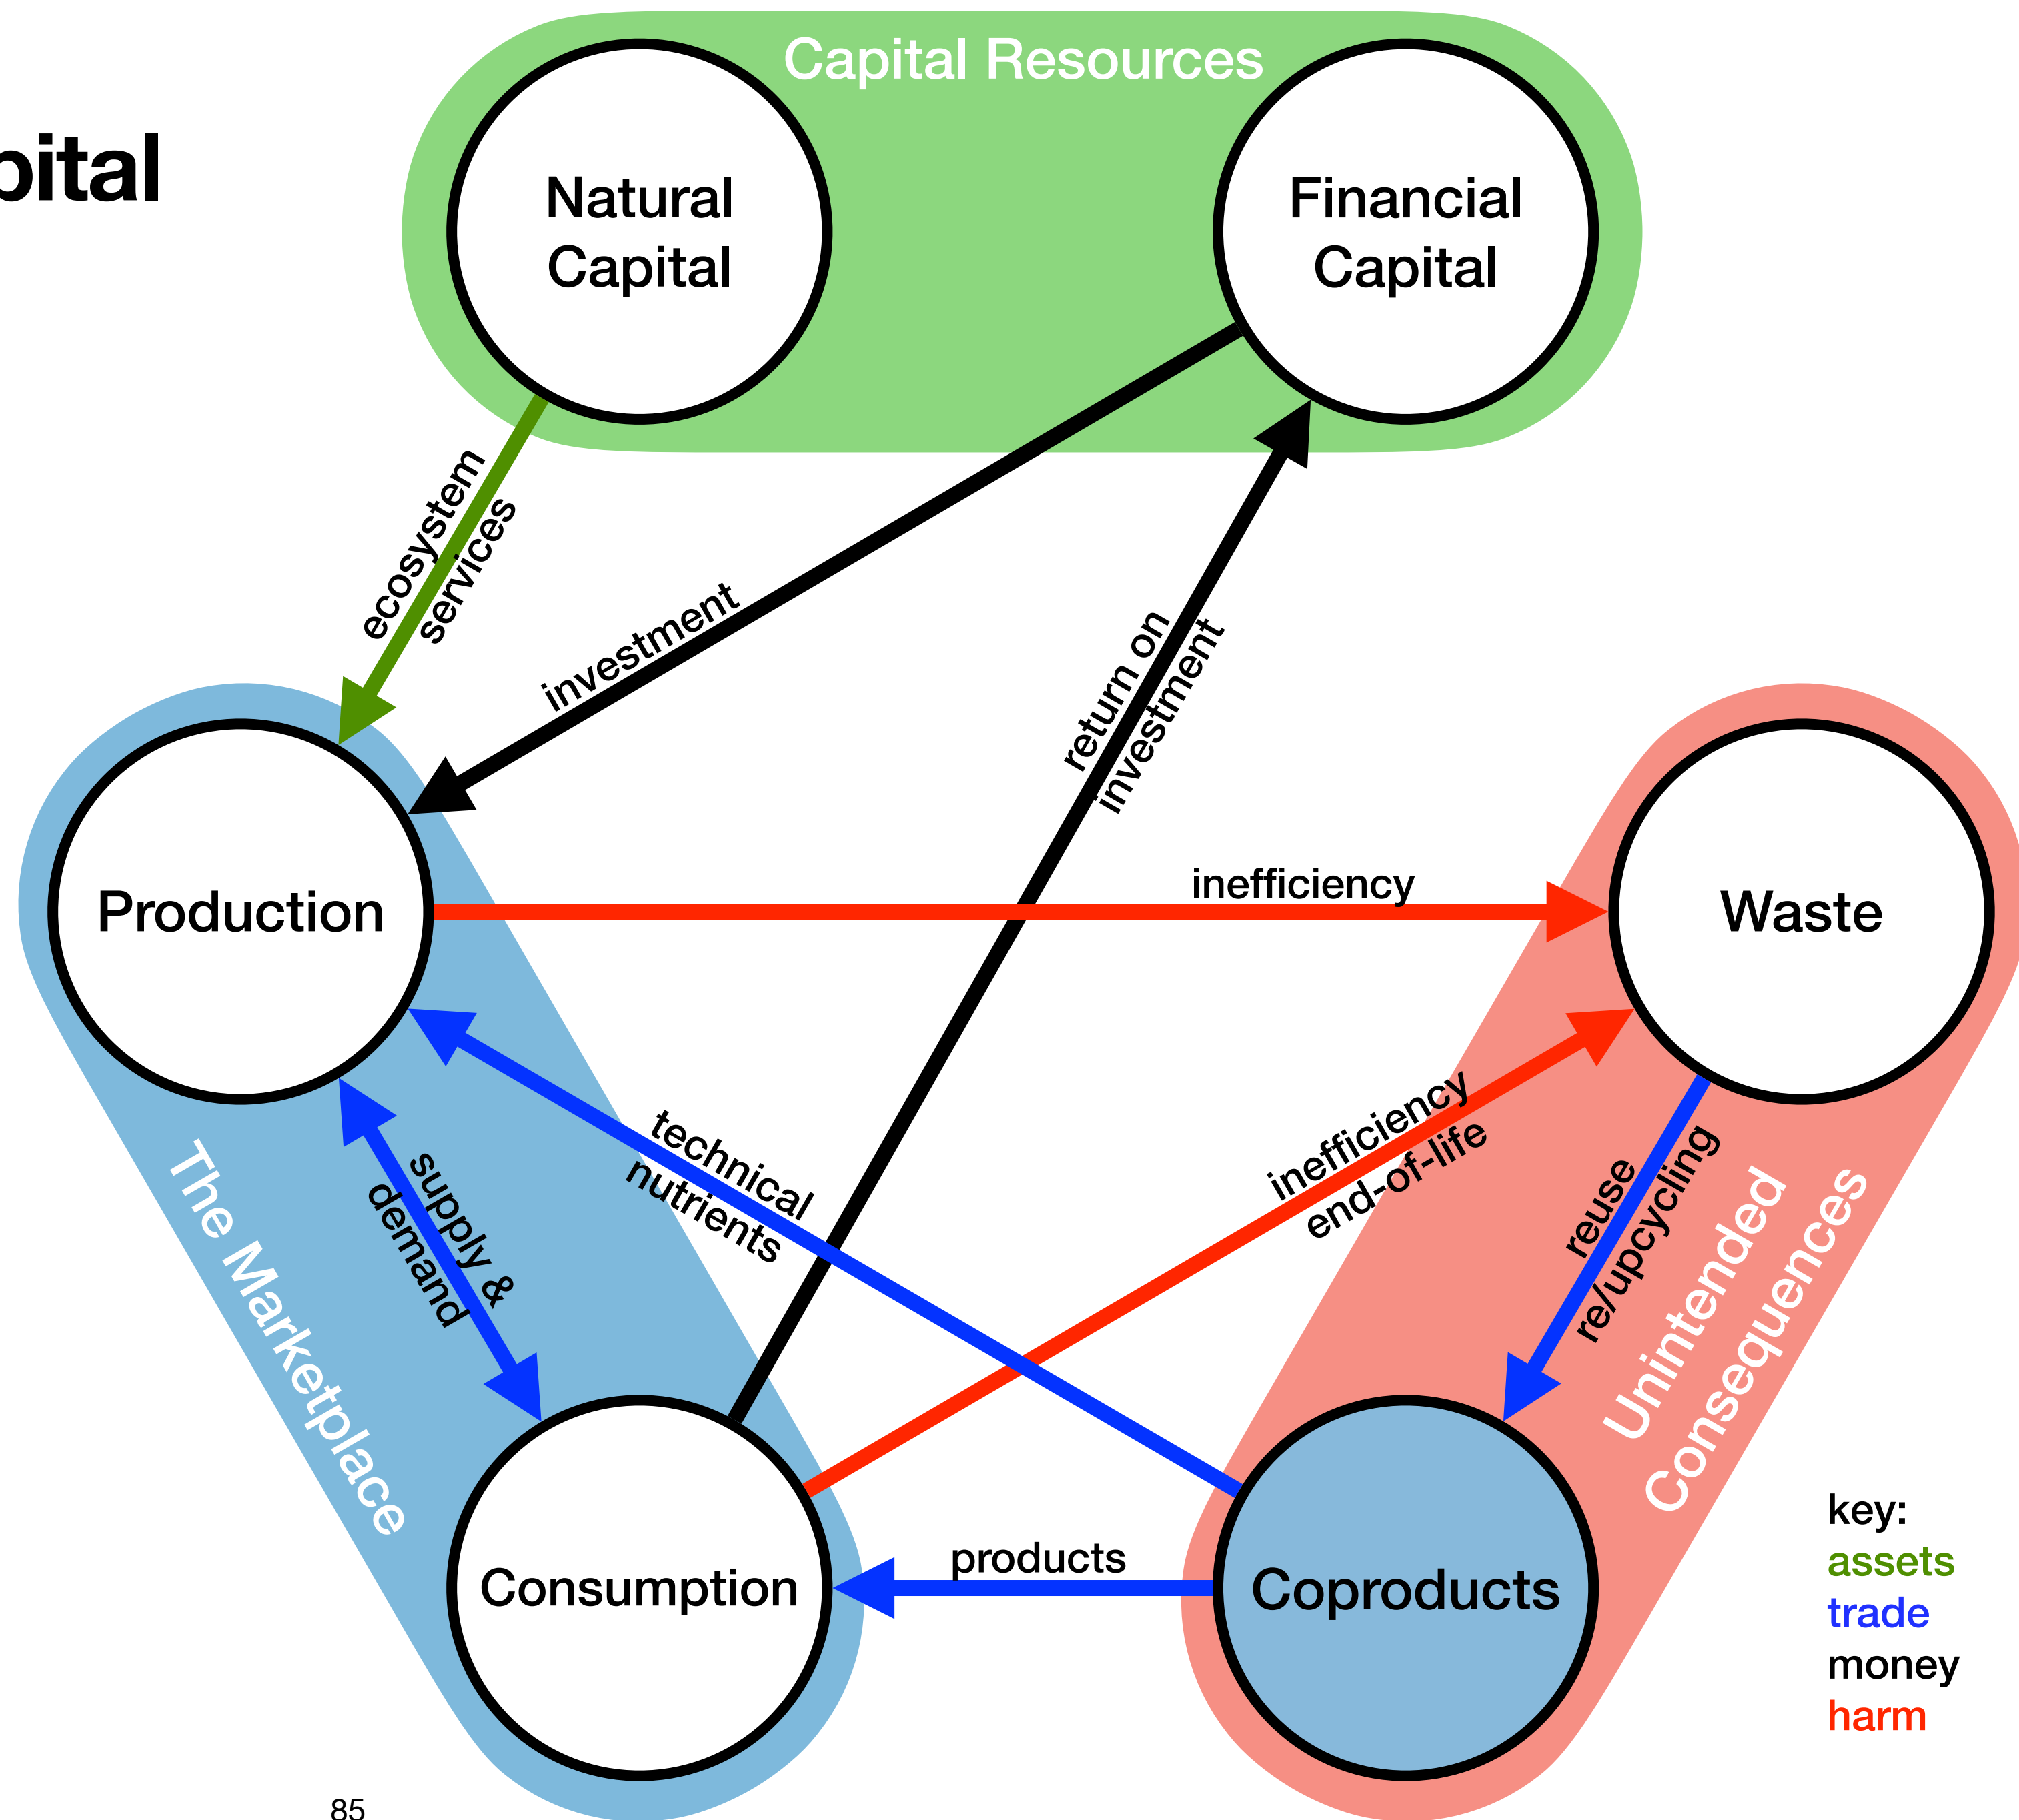 Capital Resources
pital
Natural
Capital
Financial
Capital
ecosystem
services
investment
return on
investment
inefficiency
Production
Waste
technical
nutrients
inefficiency
end-of-life
supply &
demand
reuse
re/upcycling
The Marketplace
Unintended
Consequences
products
Consumption
Coproducts
key:
assets
trade
money
harm
85